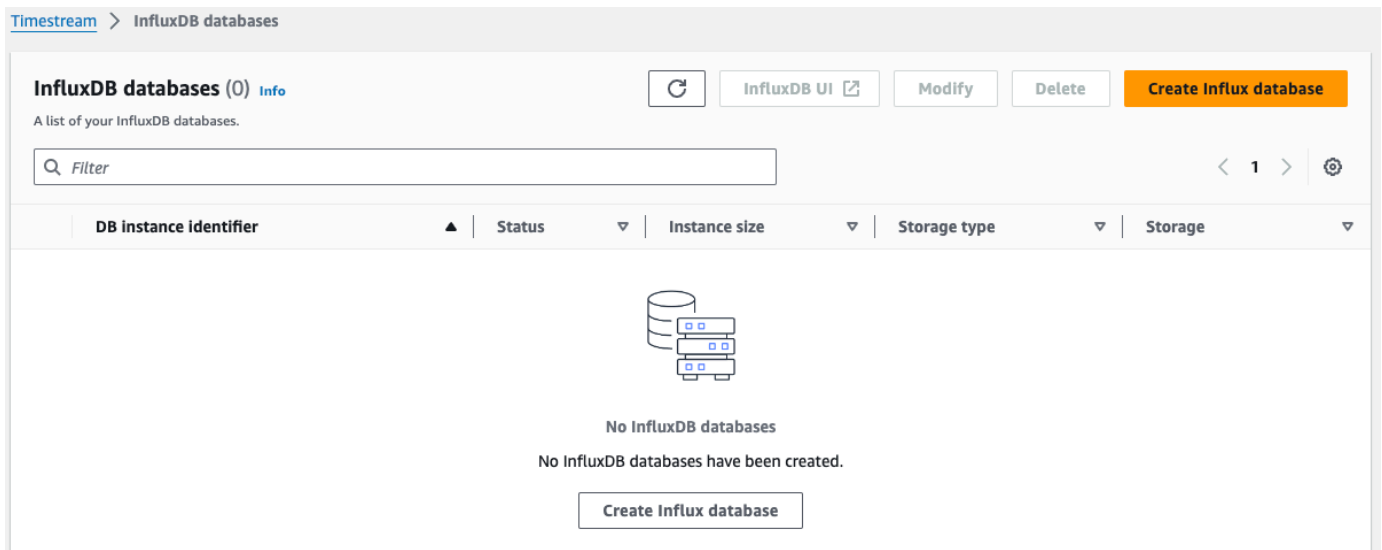 Timestream > InfluxDB databases
InfluxDB databases (0) Info
InfluxDB UI Modify Delete Create Influx database
A list of your InfluxDB databases.
Filter
< 1 >
DB instance identifier Status Instance size Storage type Storage
No InfluxDB databases
No InfluxDB databases have been created.
Create Influx database